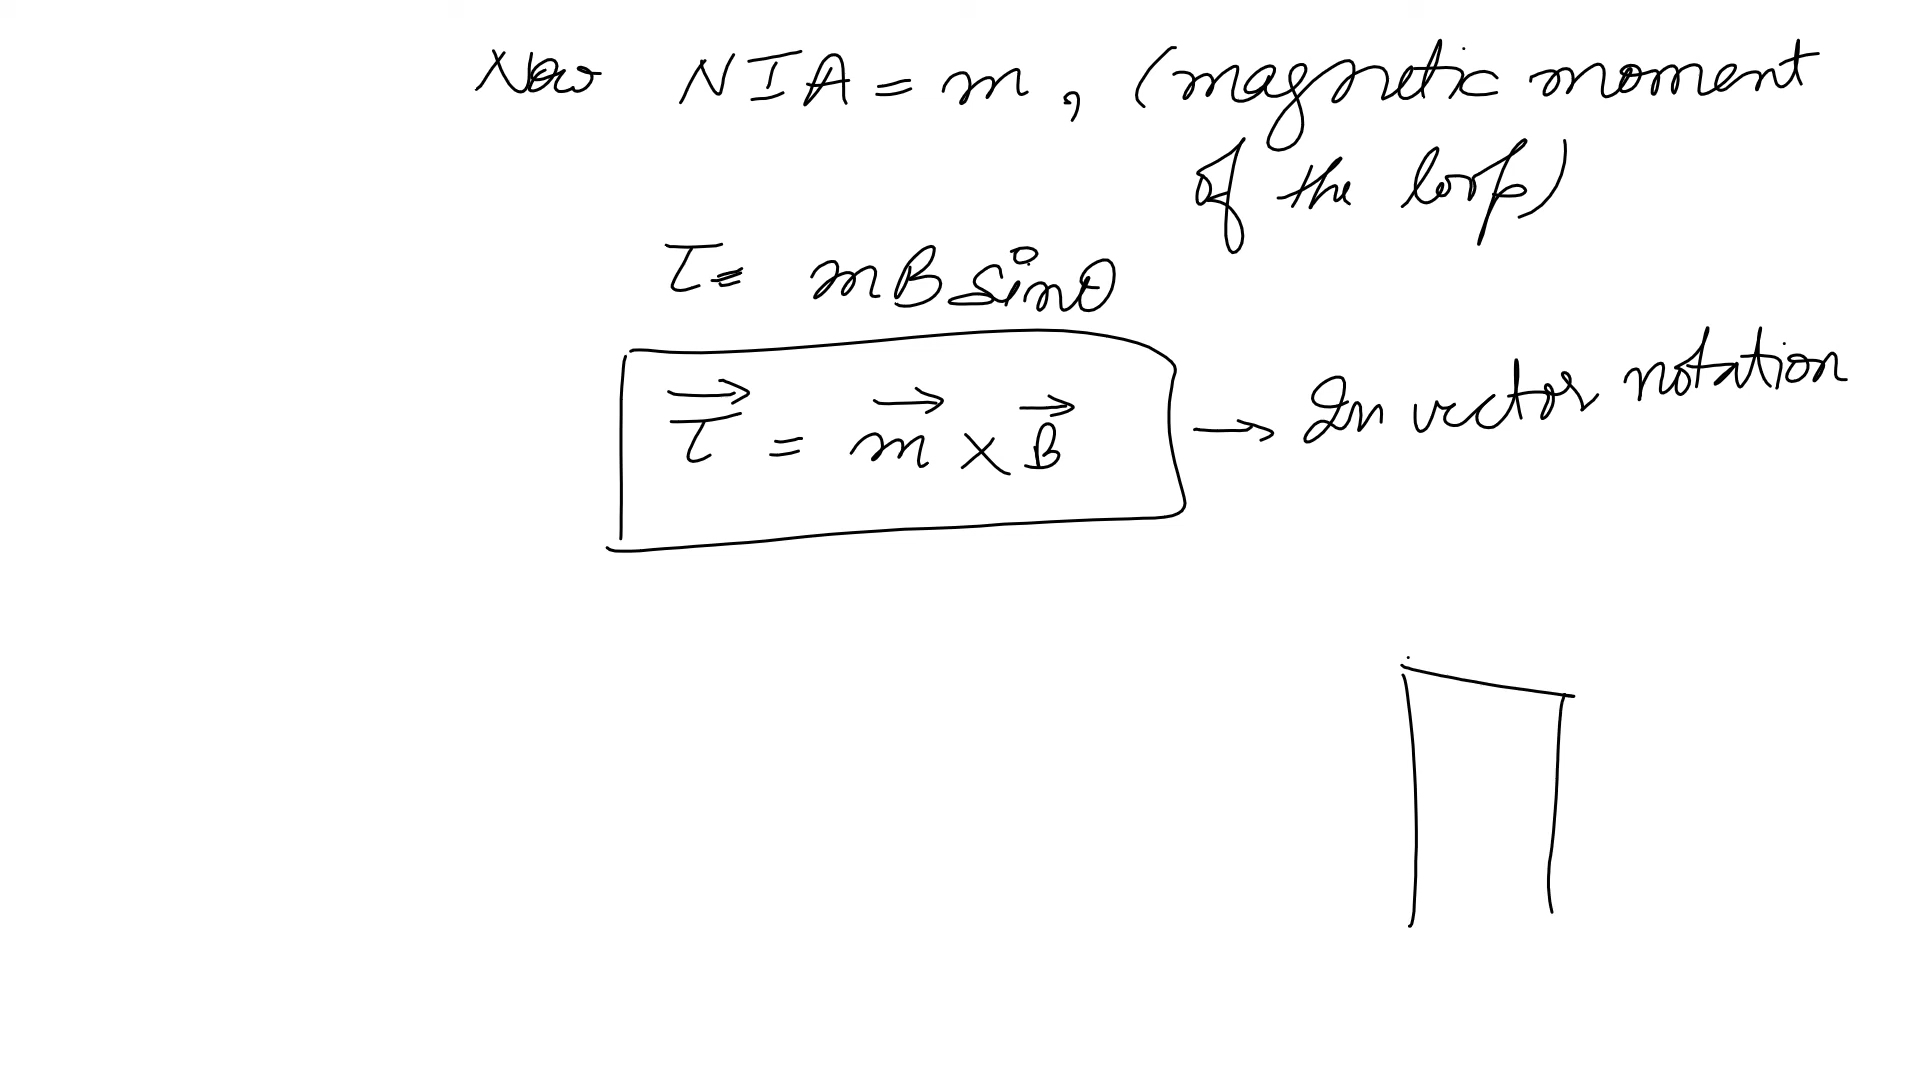 Now NIA = m, (magnetic moment
of the loop)
τ = mB sinθ
τ⃗ = m⃗ × B⃗ → In vector notation